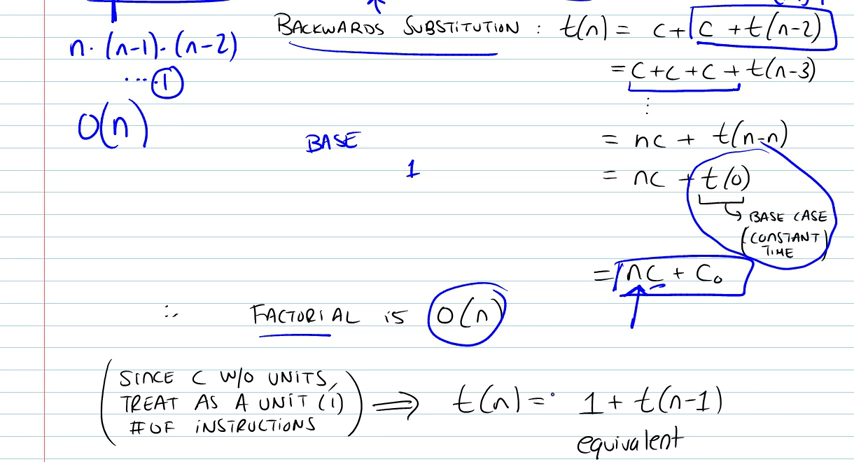 n·(n-1)·(n-2)
...1
O(n)
BACKWARDS SUBSTITUTION: t(n) = c + c + t(n-2)
= c + c + c + t(n-3)
⋮
= nc + t(n-n)
= nc + t(0)
BASE CASE
(CONSTANT
TIME)
= nc + c₀
BASE
1
∴ FACTORIAL is O(n)
(SINCE C W/O UNITS,
TREAT AS A UNIT (1)
# OF INSTRUCTIONS) ⟹ t(n) = 1 + t(n-1)
equivalent